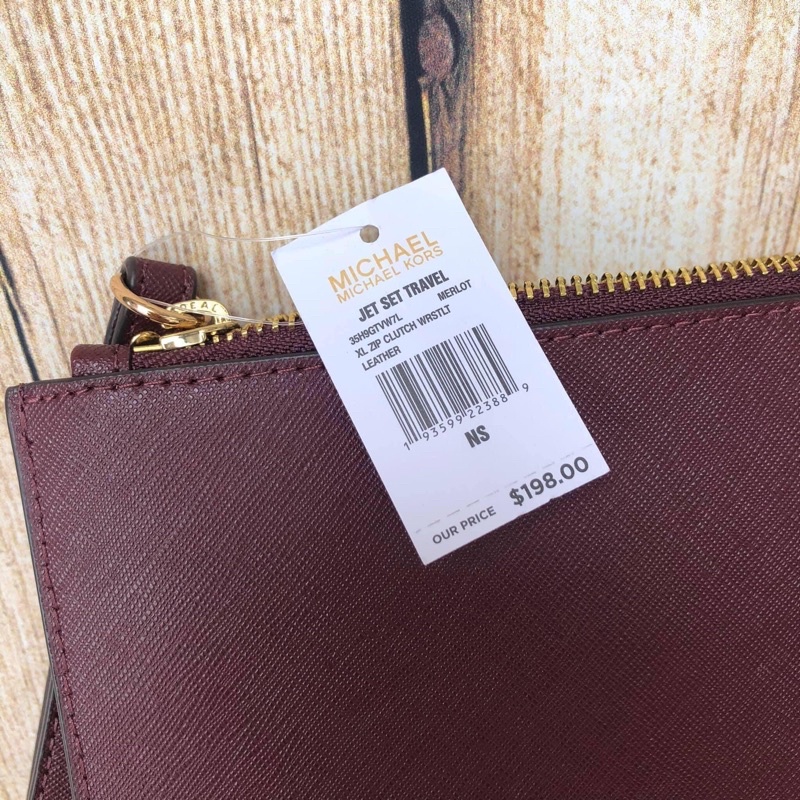 MICHAEL
MICHAEL KORS
JET SET TRAVEL
35H9GTVW7L MERLOT
XL ZIP CLUTCH WRSTLT
LEATHER
1 93599 22388 9
NS
OUR PRICE $198.00